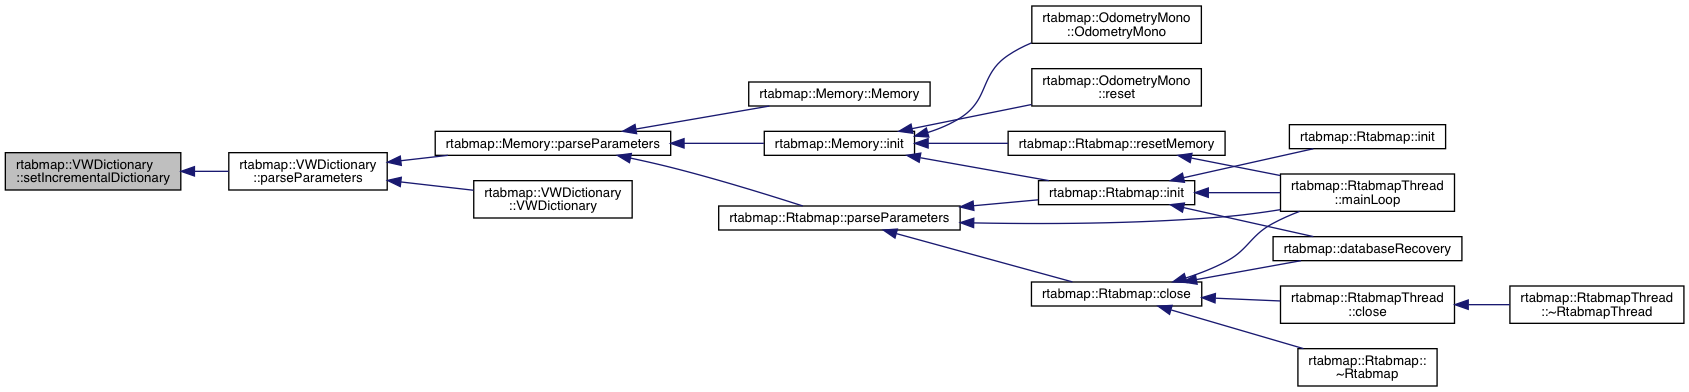 rtabmap::VWDictionary
::setIncrementalDictionary
rtabmap::VWDictionary
::parseParameters
rtabmap::Memory::parseParameters
rtabmap::VWDictionary
::VWDictionary
rtabmap::Memory::Memory
rtabmap::Memory::init
rtabmap::Rtabmap::parseParameters
rtabmap::OdometryMono
::OdometryMono
rtabmap::OdometryMono
::reset
rtabmap::Rtabmap::resetMemory
rtabmap::Rtabmap::init
rtabmap::Rtabmap::close
rtabmap::Rtabmap::init
rtabmap::RtabmapThread
::mainLoop
rtabmap::databaseRecovery
rtabmap::RtabmapThread
::close
rtabmap::Rtabmap::
~Rtabmap
rtabmap::RtabmapThread
::~RtabmapThread